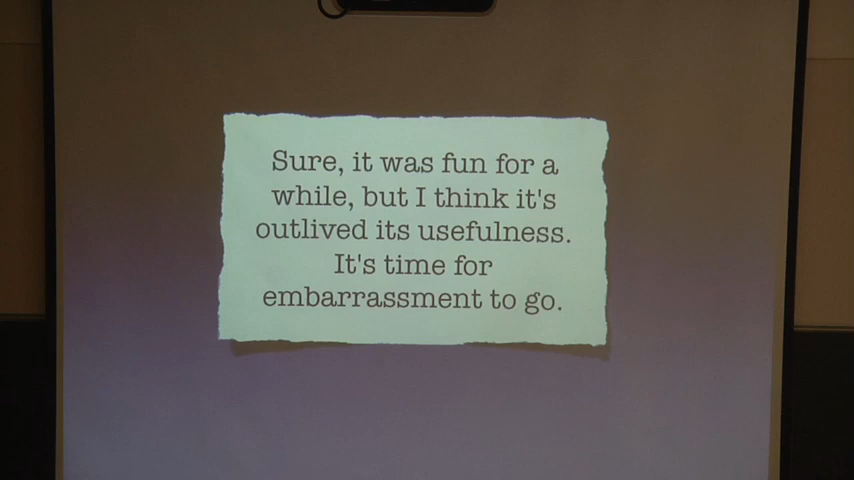 Sure, it was fun for a
while, but I think it's
outlived its usefulness.
It's time for
embarrassment to go.